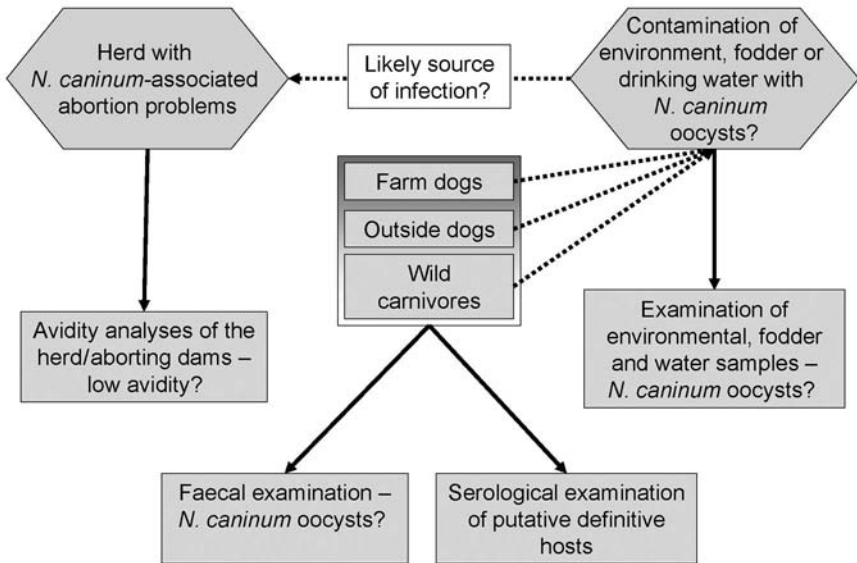 Herd with
N. caninum-associated
abortion problems
Likely source
of infection?
Contamination of
environment, fodder or
drinking water with
N. caninum
oocysts?
Farm dogs
Outside dogs
Wild
carnivores
Avidity analyses of the
herd/aborting dams –
low avidity?
Examination of
environmental, fodder
and water samples –
N. caninum oocysts?
Faecal examination –
N. caninum oocysts?
Serological examination
of putative definitive
hosts